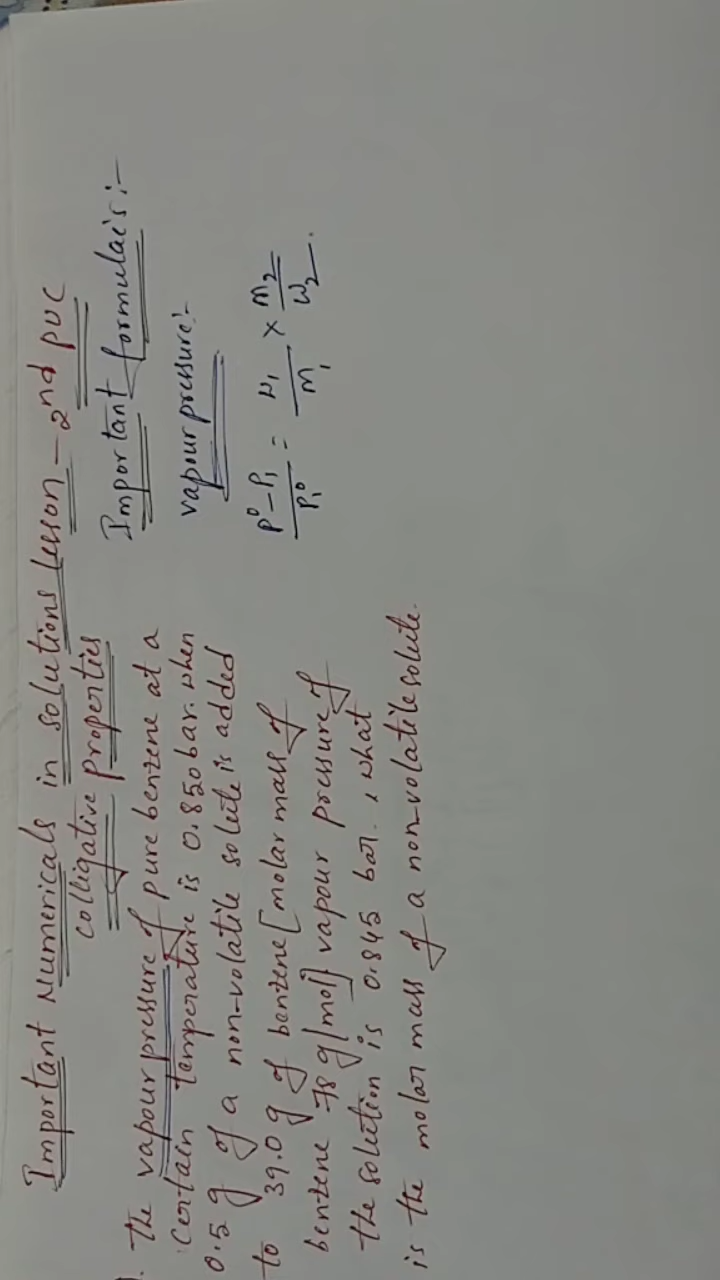 Important Numericals in solutions lesson - 2nd PUC
colligative properties
Important formulae's :-
1. The vapour pressure of pure benzene at a
certain temperature is 0.850 bar. when
0.5 g of a non-volatile solute is added
to 39.0 g of benzene [molar mass of
benzene 78 g/mol] vapour pressure of
the solution is 0.845 bar., what
is the molar mass of a non-volatile solute.
vapour pressure:-
P⁰-P₁/P₁⁰ = W₁/M₁ × M₂/W₂.